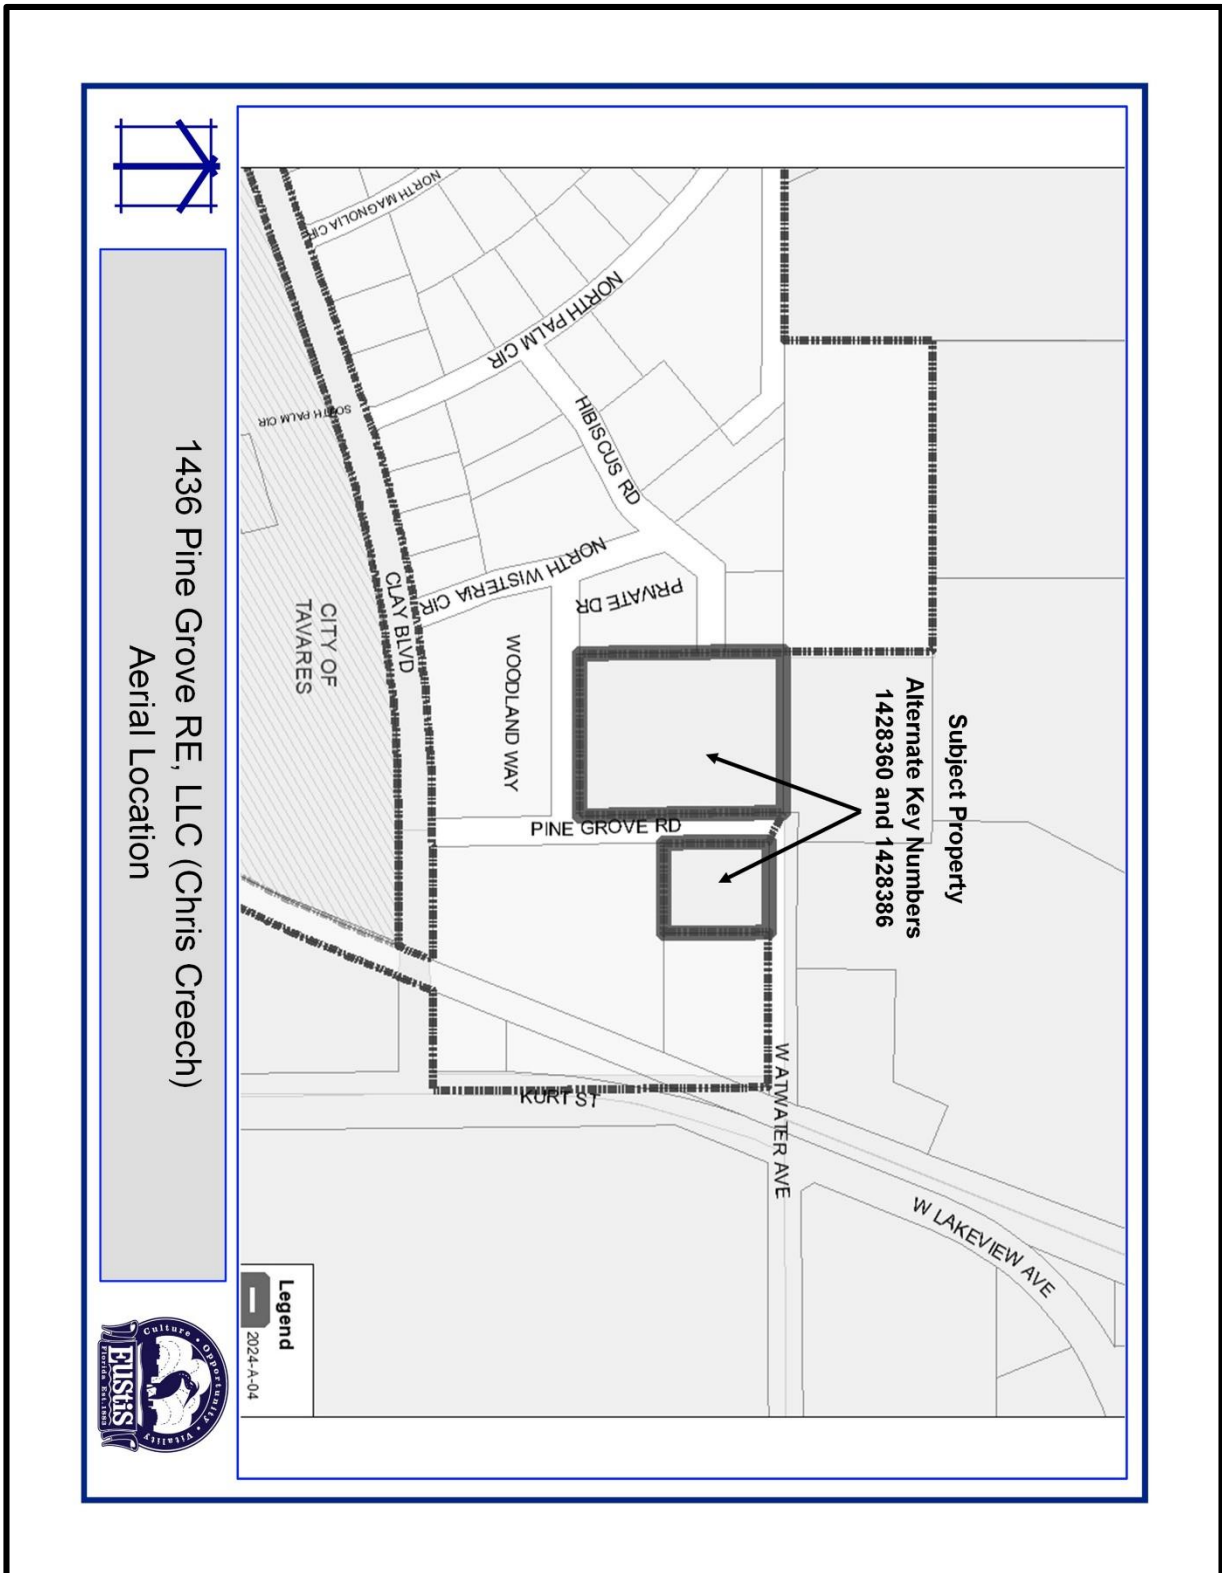 Subject Property
Alternate Key Numbers
1428360 and 1428386
W LAKEVIEW AVE
W ATWATER AVE
KURT ST
PINE GROVE RD
WOODLAND WAY
PRIVATE DR
HIBISCUS RD
NORTH PALM CIR
NORTH WISTERIA CIR
NORTH MAGNOLIA CIR
SOUTH PALM CIR
CLAY BLVD
CITY OF
TAVARES
Legend
2024-A-04
1436 Pine Grove RE, LLC (Chris Creech)
Aerial Location
Culture • Opportunity • Vitality
EUSTIS
Florida Est.1883